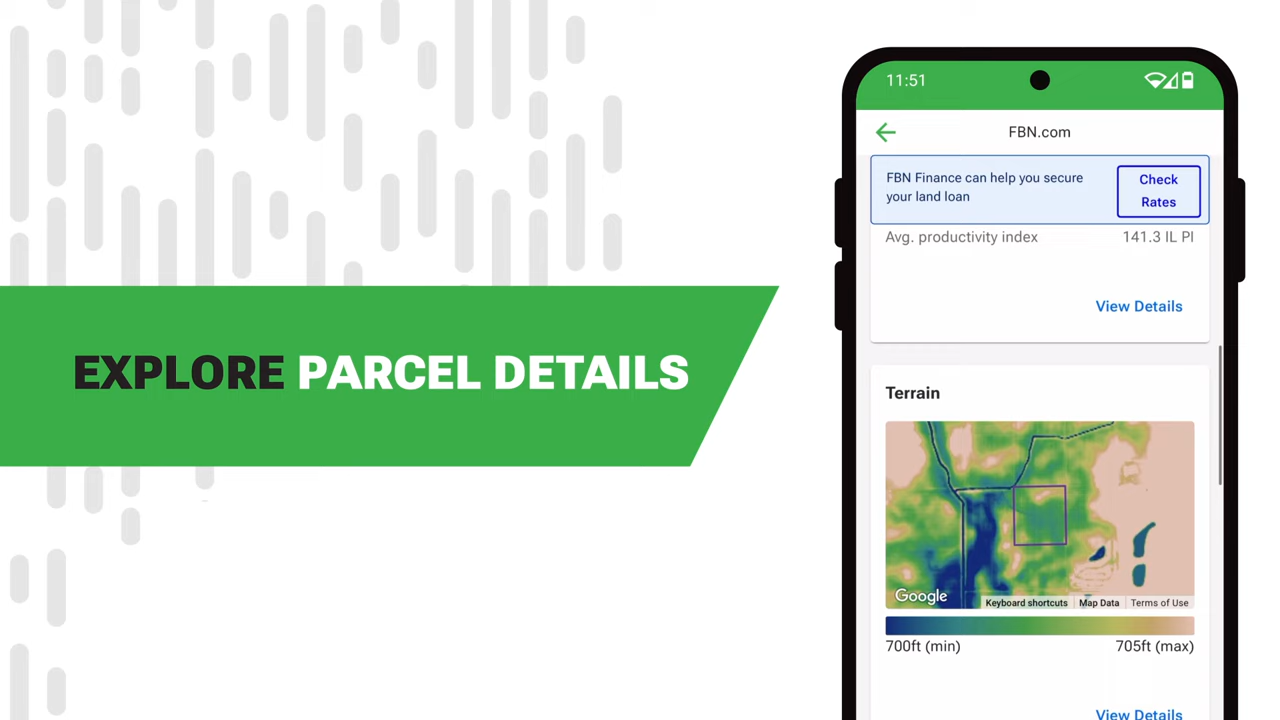 EXPLORE PARCEL DETAILS
11:51
FBN.com
FBN Finance can help you secure
your land loan
Check
Rates
Avg. productivity index 141.3 IL PI
View Details
Terrain
Google
Keyboard shortcuts Map Data Terms of Use
700ft (min) 705ft (max)
View Details